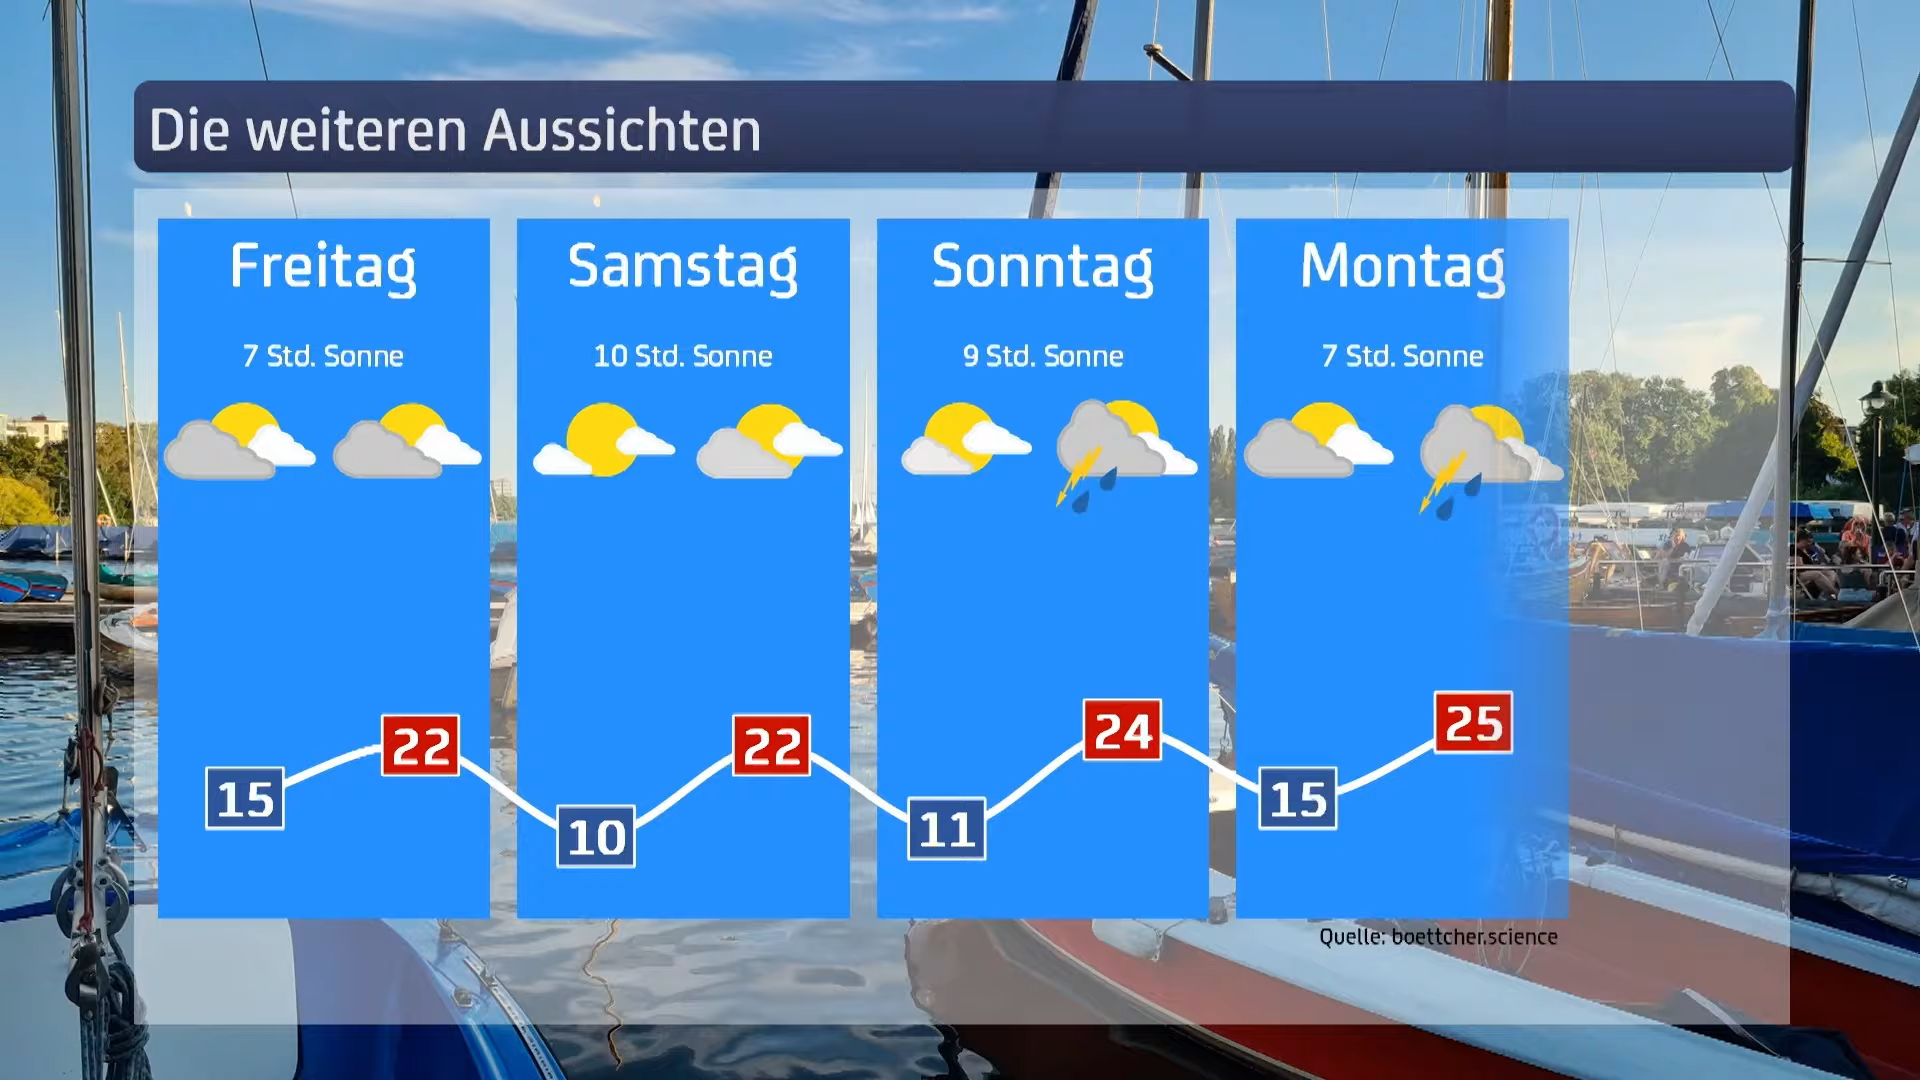 Die weiteren Aussichten
Freitag
Samstag
Sonntag
Montag
7 Std. Sonne
10 Std. Sonne
9 Std. Sonne
7 Std. Sonne
15
22
10
22
11
24
15
25
Quelle: boettcher.science